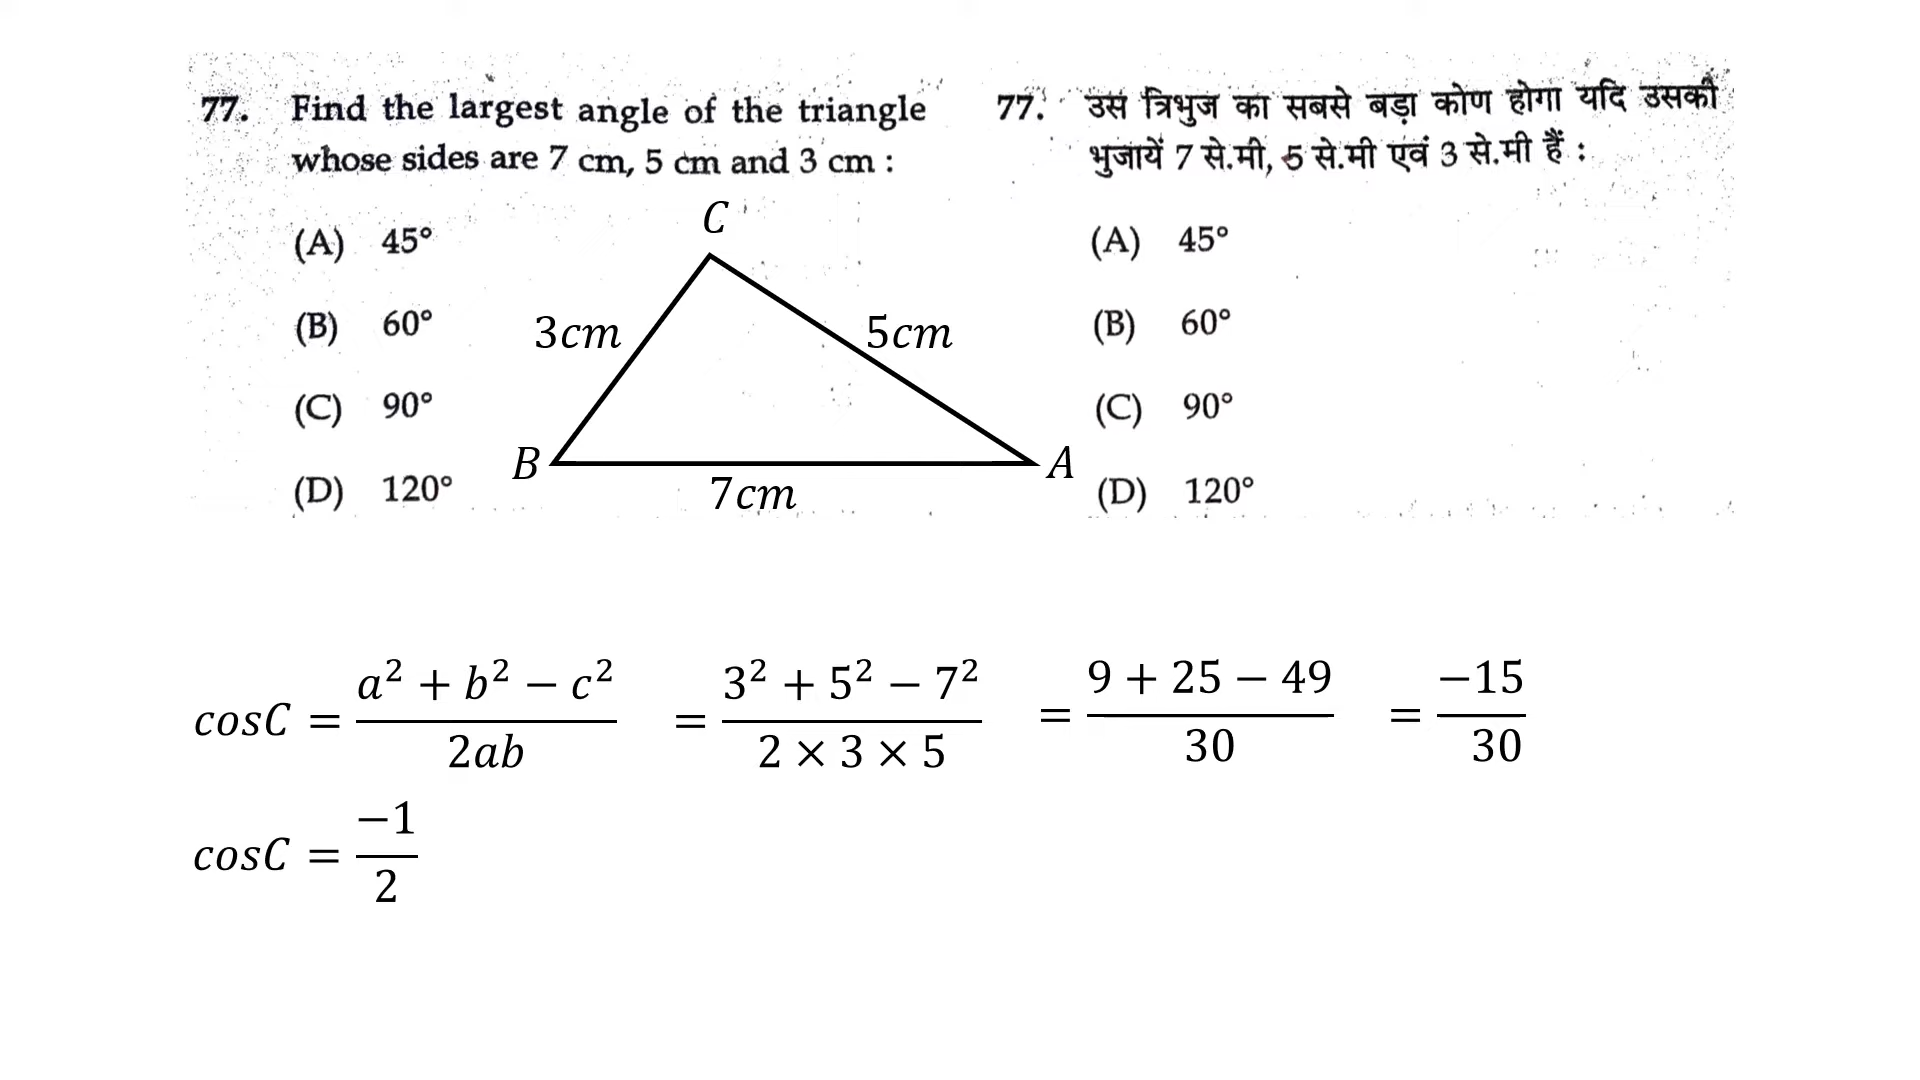 77. Find the largest angle of the triangle
whose sides are 7 cm, 5 cm and 3 cm :
(A) 45°
(B) 60°
(C) 90°
(D) 120°
C
3cm
5cm
B
A
7cm
77. उस त्रिभुज का सबसे बड़ा कोण होगा यदि उसकी
भुजायें 7 से.मी, 5 से.मी एवं 3 से.मी हैं :
(A) 45°
(B) 60°
(C) 90°
(D) 120°
cosC = (a² + b² − c²)/(2ab) = (3² + 5² − 7²)/(2 × 3 × 5) = (9 + 25 − 49)/30 = −15/30
cosC = −1/2